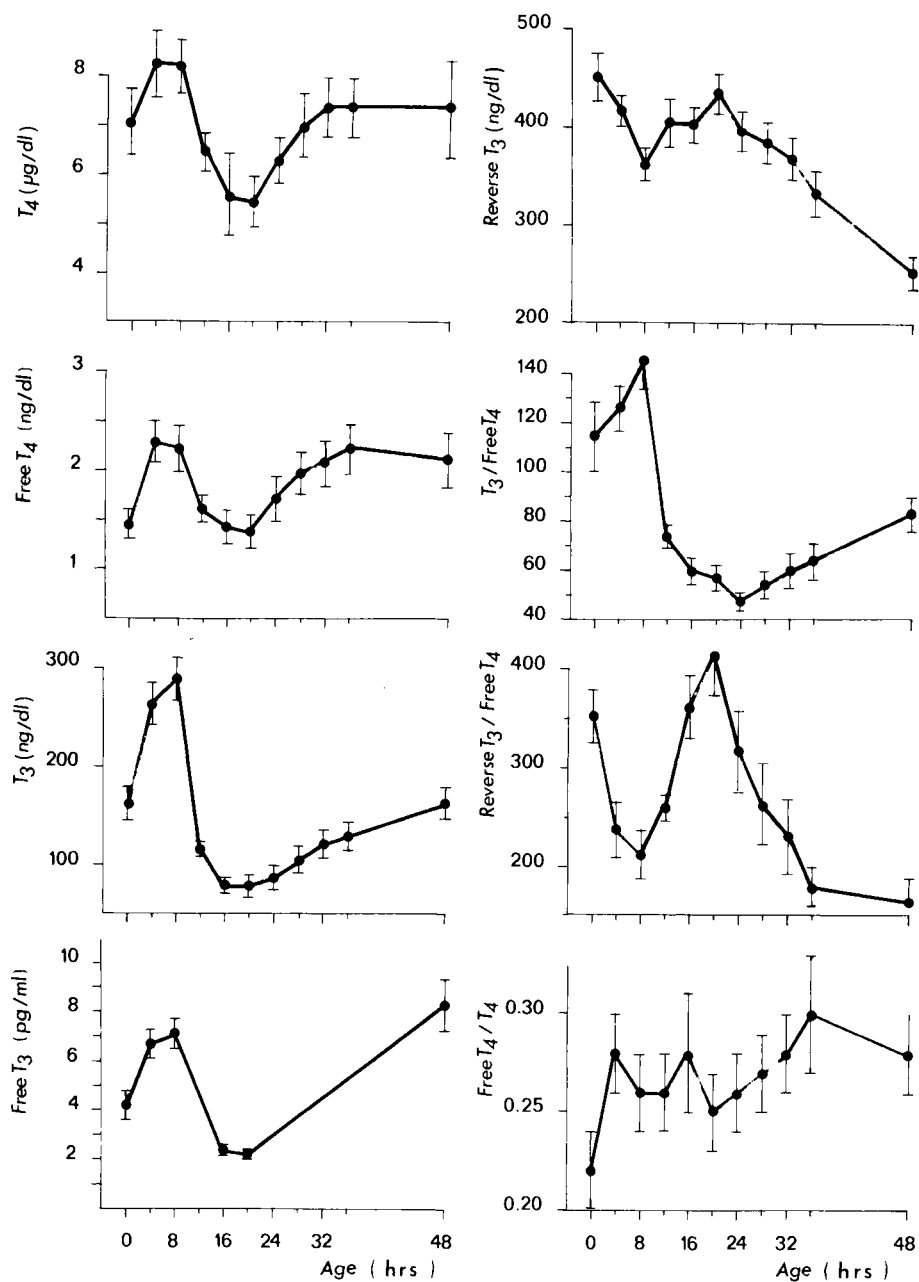 T4 (µg/dl)
8
6
4
Reverse T3 (ng/dl)
500
400
300
200
Free T4 (ng/dl)
3
2
1
T3/Free T4
140
120
100
80
60
40
T3 (ng/dl)
300
200
100
Reverse T3/Free T4
400
300
200
Free T3 (pg/ml)
10
8
6
4
2
0 8 16 24 32 48
Age (hrs)
Free T4/T4
0.30
0.25
0.20
0 8 16 24 32 48
Age (hrs)